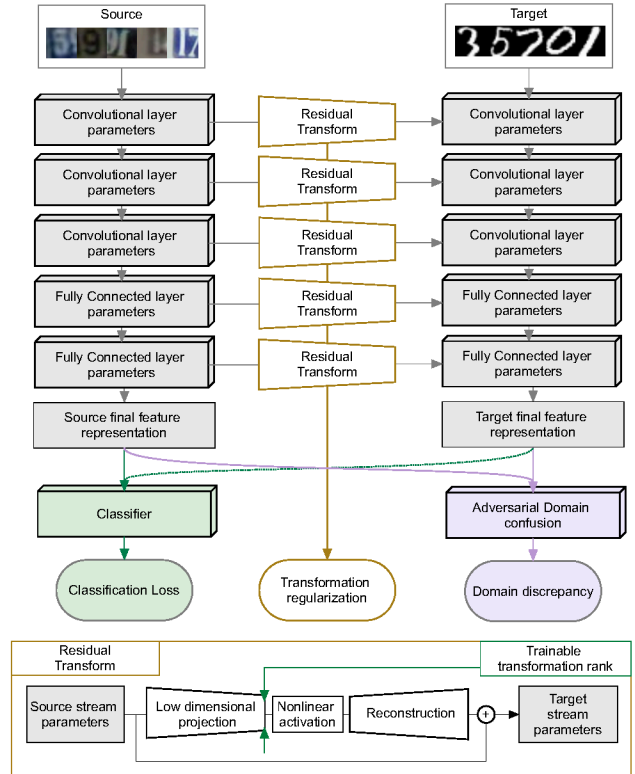 Source
Target
9
17
35701
Convolutional layer
parameters
Residual
Transform
Convolutional layer
parameters
Convolutional layer
parameters
Residual
Transform
Convolutional layer
parameters
Convolutional layer
parameters
Residual
Transform
Convolutional layer
parameters
Fully Connected layer
parameters
Residual
Transform
Fully Connected layer
parameters
Fully Connected layer
parameters
Residual
Transform
Fully Connected layer
parameters
Source final feature
representation
Target final feature
representation
Classifier
Adversarial Domain
confusion
Classification Loss
Transformation
regularization
Domain discrepancy
Residual
Transform
Trainable
transformation rank
Source stream
parameters
Low dimensional
projection
Nonlinear
activation
Reconstruction
+
Target
stream
parameters